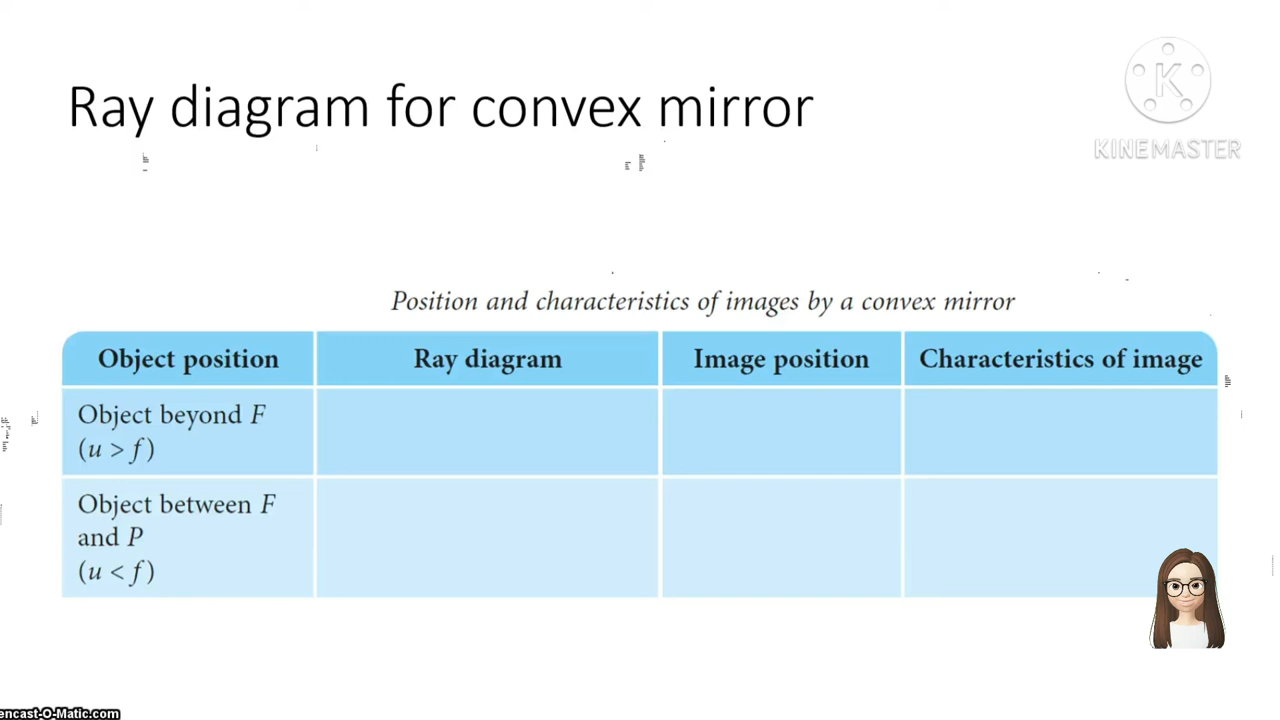 Ray diagram for convex mirror
K
KINEMASTER
Position and characteristics of images by a convex mirror
Object position Ray diagram Image position Characteristics of image
Object beyond F
(u > f)
Object between F
and P
(u < f)
encast-O-Matic.com